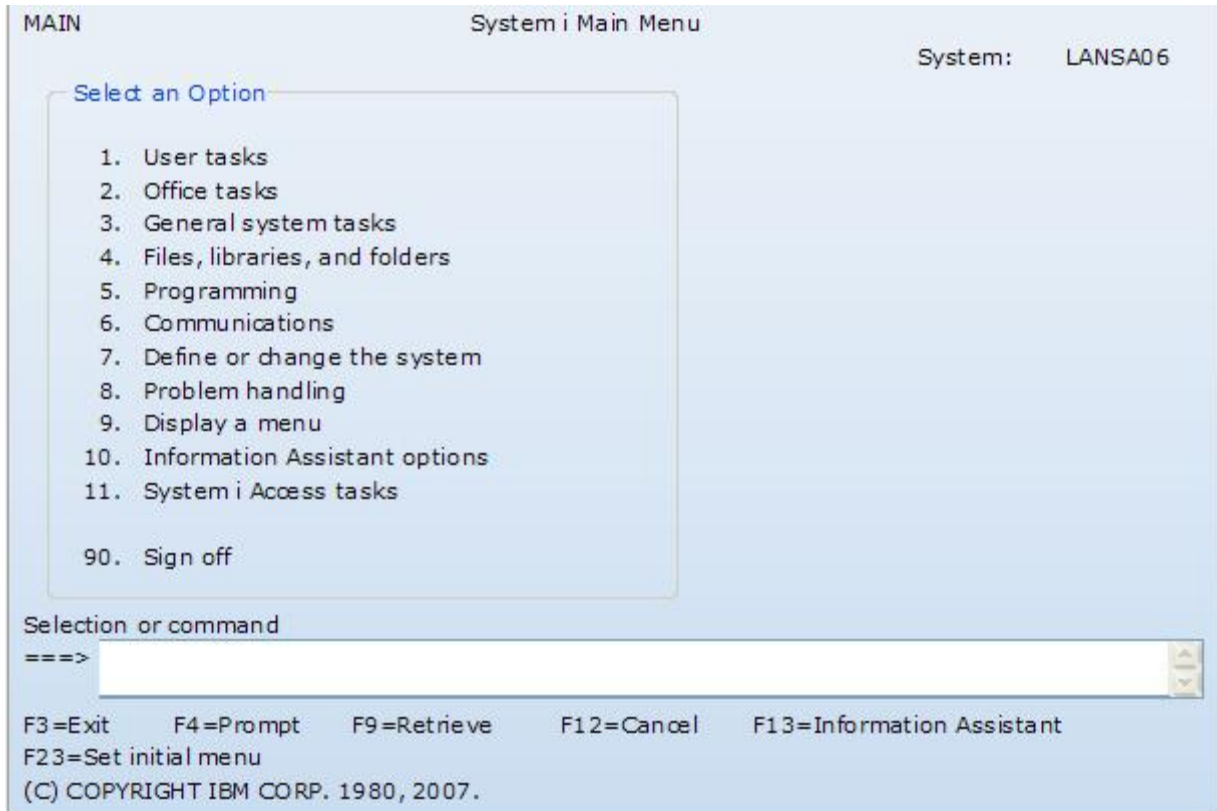 MAIN System i Main Menu
System: LANSA06
Select an Option
1. User tasks
2. Office tasks
3. General system tasks
4. Files, libraries, and folders
5. Programming
6. Communications
7. Define or change the system
8. Problem handling
9. Display a menu
10. Information Assistant options
11. System i Access tasks
90. Sign off
Selection or command
===>
F3=Exit F4=Prompt F9=Retrieve F12=Cancel F13=Information Assistant
F23=Set initial menu
(C) COPYRIGHT IBM CORP. 1980, 2007.